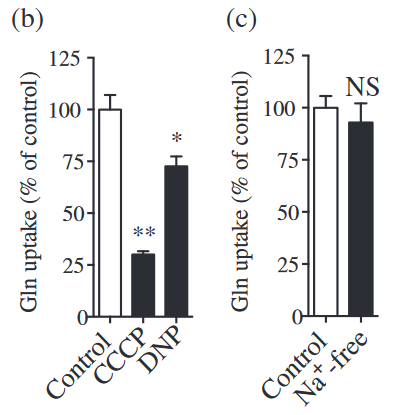 (b)
Gln uptake (% of control)
125
100
75
50
25
0
**
*
Control
CCCP
DNP
(c)
Gln uptake (% of control)
125
100
75
50
25
0
NS
Control
Na⁺-free